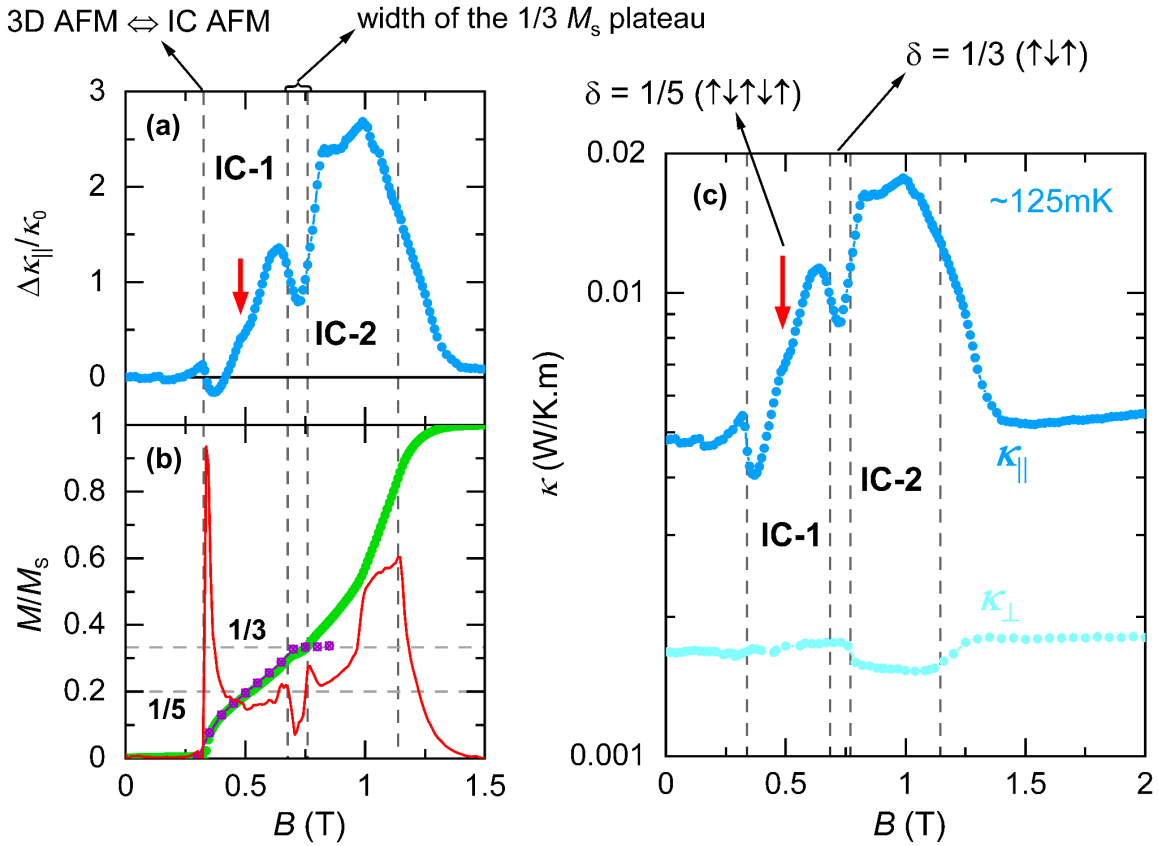 3D AFM ⇔ IC AFM
width of the 1/3 Ms plateau
δ = 1/3 (↑↓↑)
δ = 1/5 (↑↓↑↓↑)
(a)
3
2
1
0
Δκ||/κ0
IC-1
IC-2
(b)
1
0.8
0.6
0.4
0.2
0
M/Ms
1/3
1/5
0
0.5
1
1.5
B (T)
(c)
~125mK
0.02
0.01
0.001
κ (W/K.m)
κ||
IC-2
IC-1
κ⊥
0
0.5
1
1.5
2
B (T)